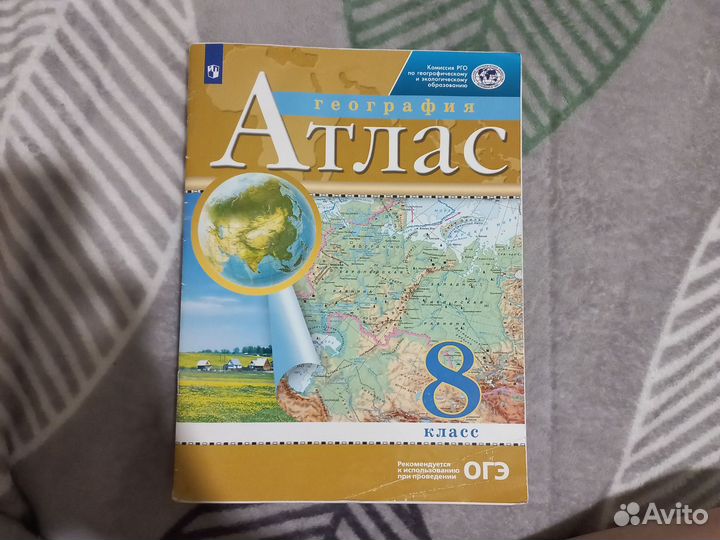 Комиссия РГО
по географическому
и экологическому
образованию
география
Атлас
8
класс
Рекомендуется
к использованию
при проведении
ОГЭ
Avito